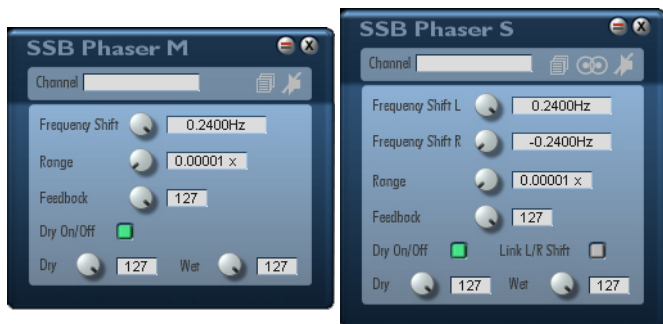 SSB Phaser M
Channel
Frequency Shift 0.2400Hz
Range 0.00001 x
Feedback 127
Dry On/Off
Dry 127 Wet 127
SSB Phaser S
Channel
Frequency Shift L 0.2400Hz
Frequency Shift R -0.2400Hz
Range 0.00001 x
Feedback 127
Dry On/Off Link L/R Shift
Dry 127 Wet 127